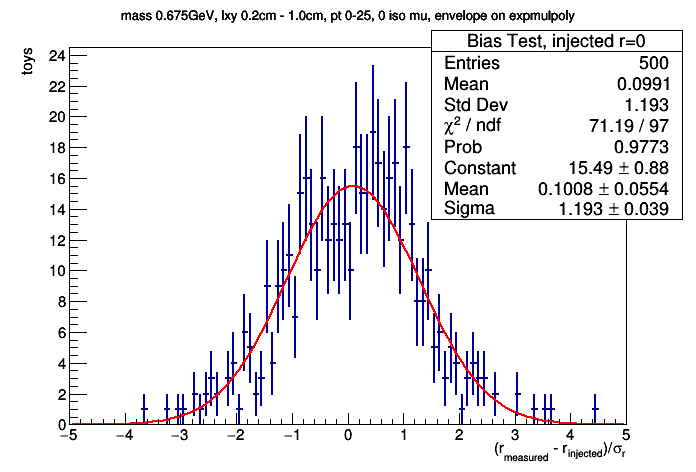 mass 0.675GeV, lxy 0.2cm - 1.0cm, pt 0-25, 0 iso mu, envelope on expmulpoly
Bias Test, injected r=0
Entries 500
Mean 0.0991
Std Dev 1.193
χ² / ndf 71.19 / 97
Prob 0.9773
Constant 15.49 ± 0.88
Mean 0.1008 ± 0.0554
Sigma 1.193 ± 0.039
toys
24
22
20
18
16
14
12
10
8
6
4
2
0
−5 −4 −3 −2 −1 0 1 2 3 4 5
(r_measured - r_injected)/σ_r